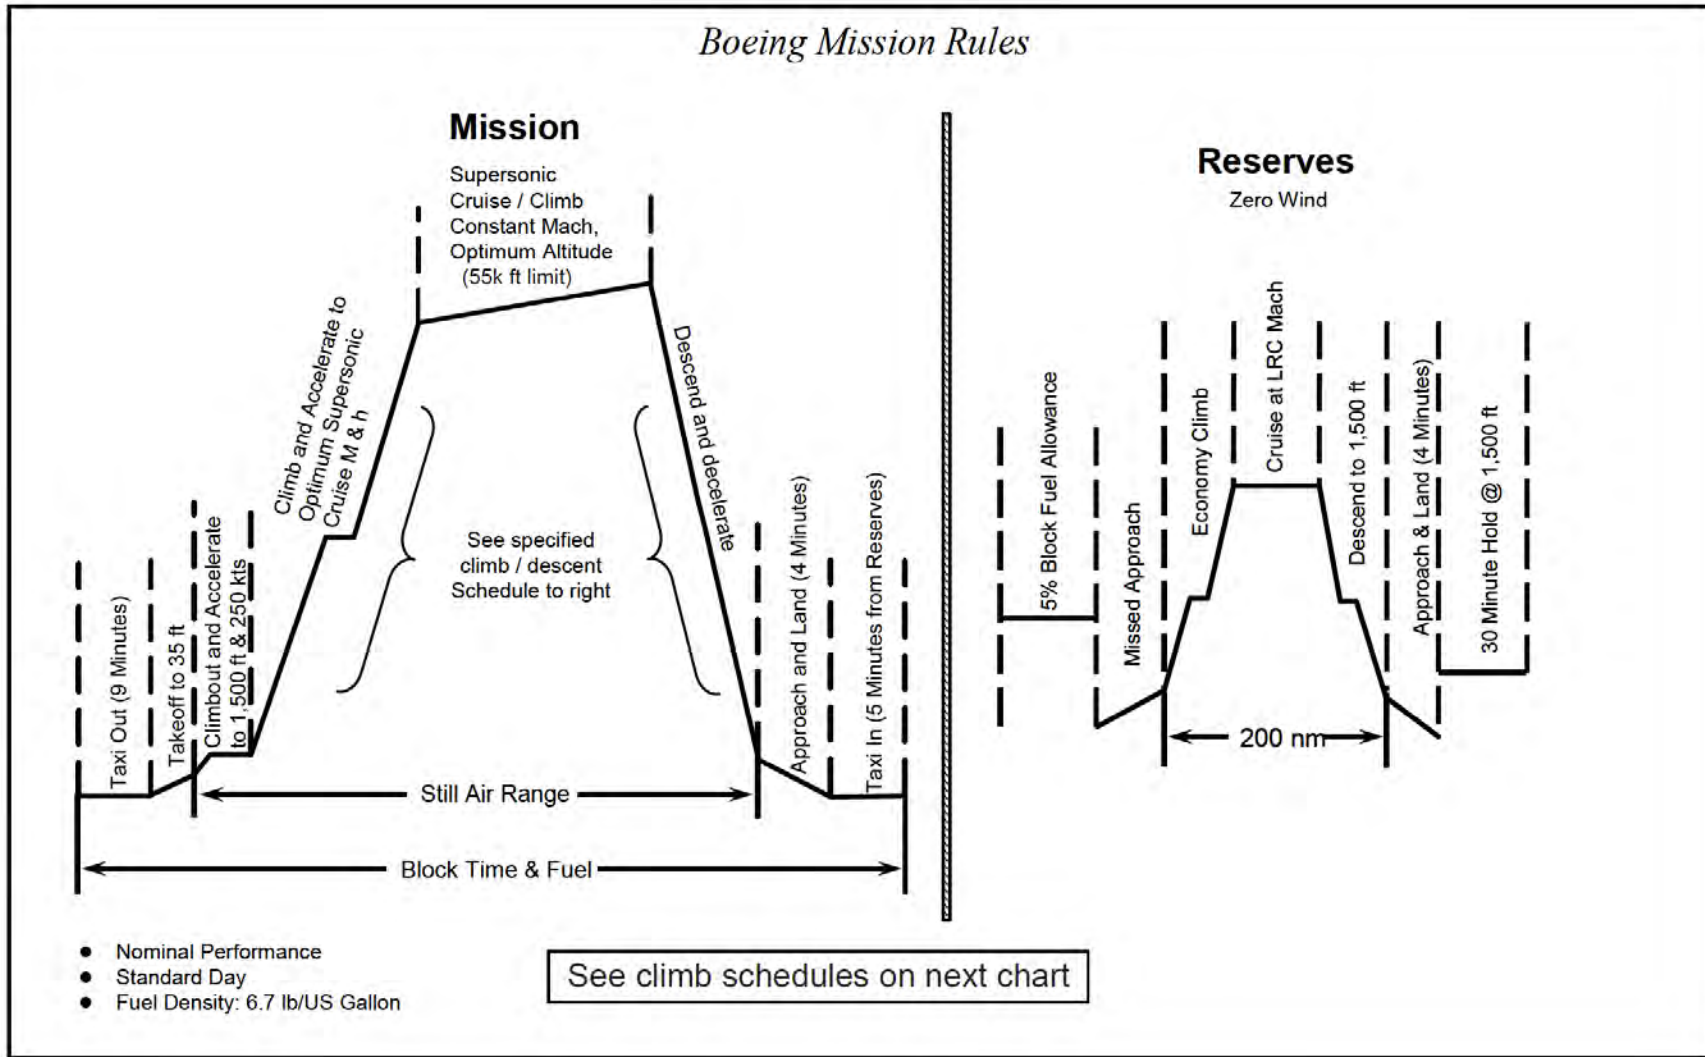 Boeing Mission Rules
Mission
Supersonic
Cruise / Climb
Constant Mach,
Optimum Altitude
(55k ft limit)
Climb and Accelerate to
Optimum Supersonic
Cruise M & h
Descend and decelerate
See specified
climb / descent
Schedule to right
Taxi Out (9 Minutes)
Takeoff to 35 ft
Climbout and Accelerate
to 1,500 ft & 250 kts
Approach and Land (4 Minutes)
Taxi In (5 Minutes from Reserves)
Still Air Range
Block Time & Fuel
Nominal Performance
Standard Day
Fuel Density: 6.7 lb/US Gallon
See climb schedules on next chart
Reserves
Zero Wind
5% Block Fuel Allowance
Missed Approach
Economy Climb
Cruise at LRC Mach
Descend to 1,500 ft
Approach & Land (4 Minutes)
30 Minute Hold @ 1,500 ft
200 nm